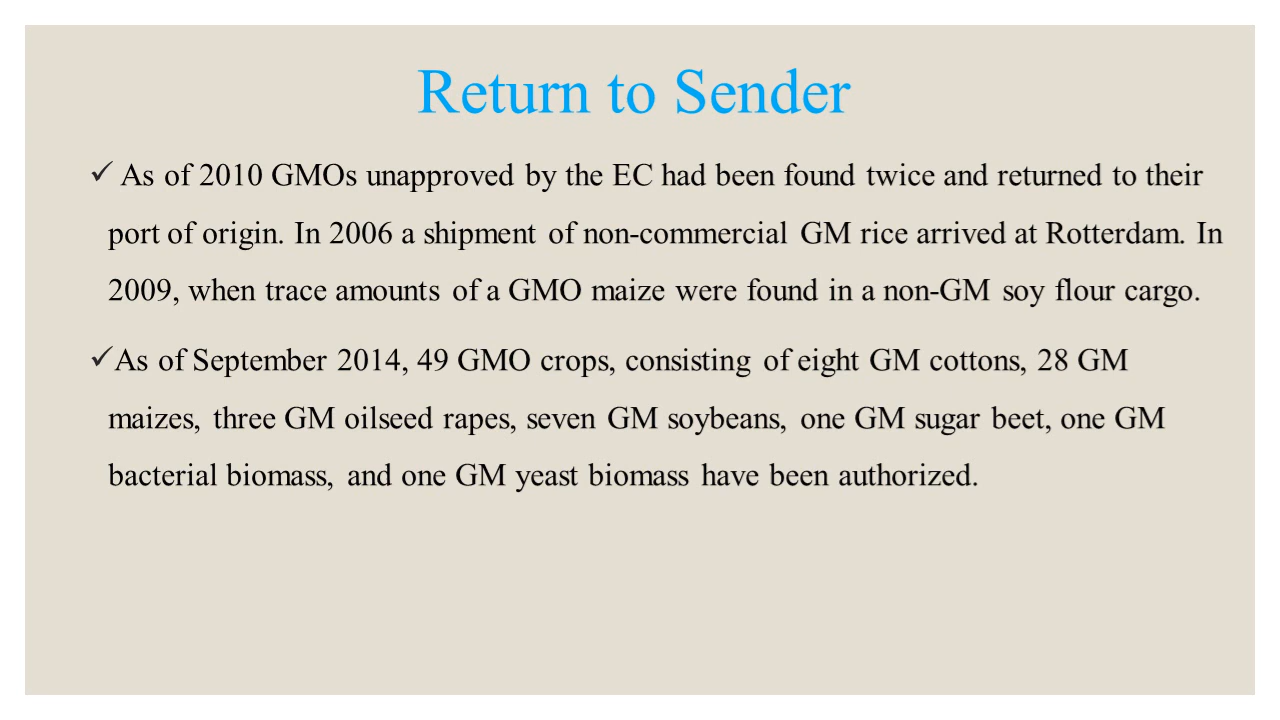 Return to Sender
✓ As of 2010 GMOs unapproved by the EC had been found twice and returned to their
port of origin. In 2006 a shipment of non-commercial GM rice arrived at Rotterdam. In
2009, when trace amounts of a GMO maize were found in a non-GM soy flour cargo.
✓As of September 2014, 49 GMO crops, consisting of eight GM cottons, 28 GM
maizes, three GM oilseed rapes, seven GM soybeans, one GM sugar beet, one GM
bacterial biomass, and one GM yeast biomass have been authorized.